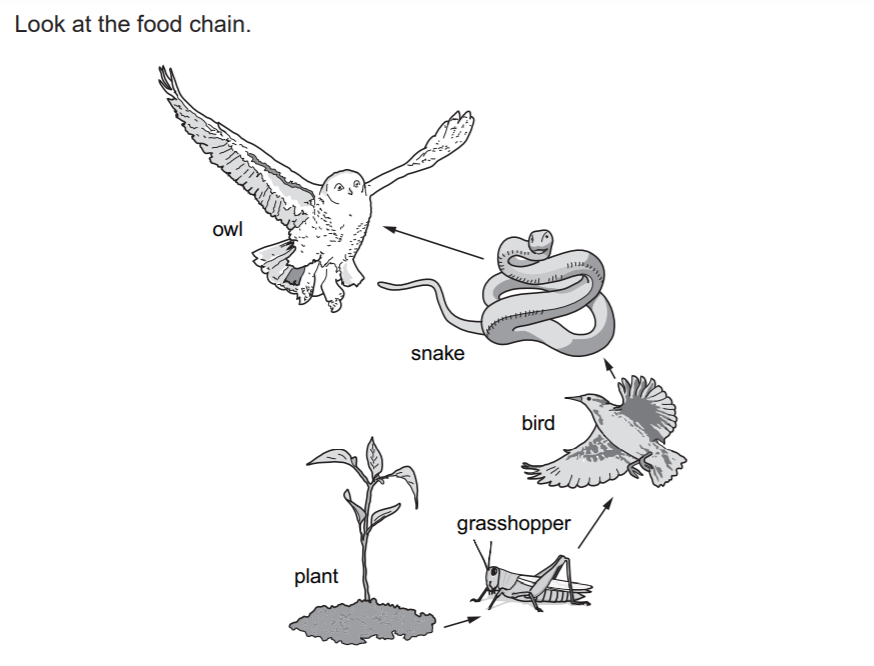 Look at the food chain.
owl
snake
bird
grasshopper
plant